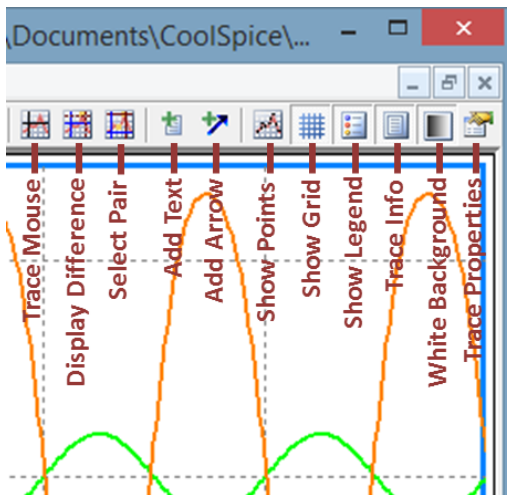 \Documents\CoolSpice\...
Trace Mouse
Display Difference
Select Pair
Add Text
Add Arrow
Show Points
Show Grid
Show Legend
Trace Info
White Background
Trace Properties